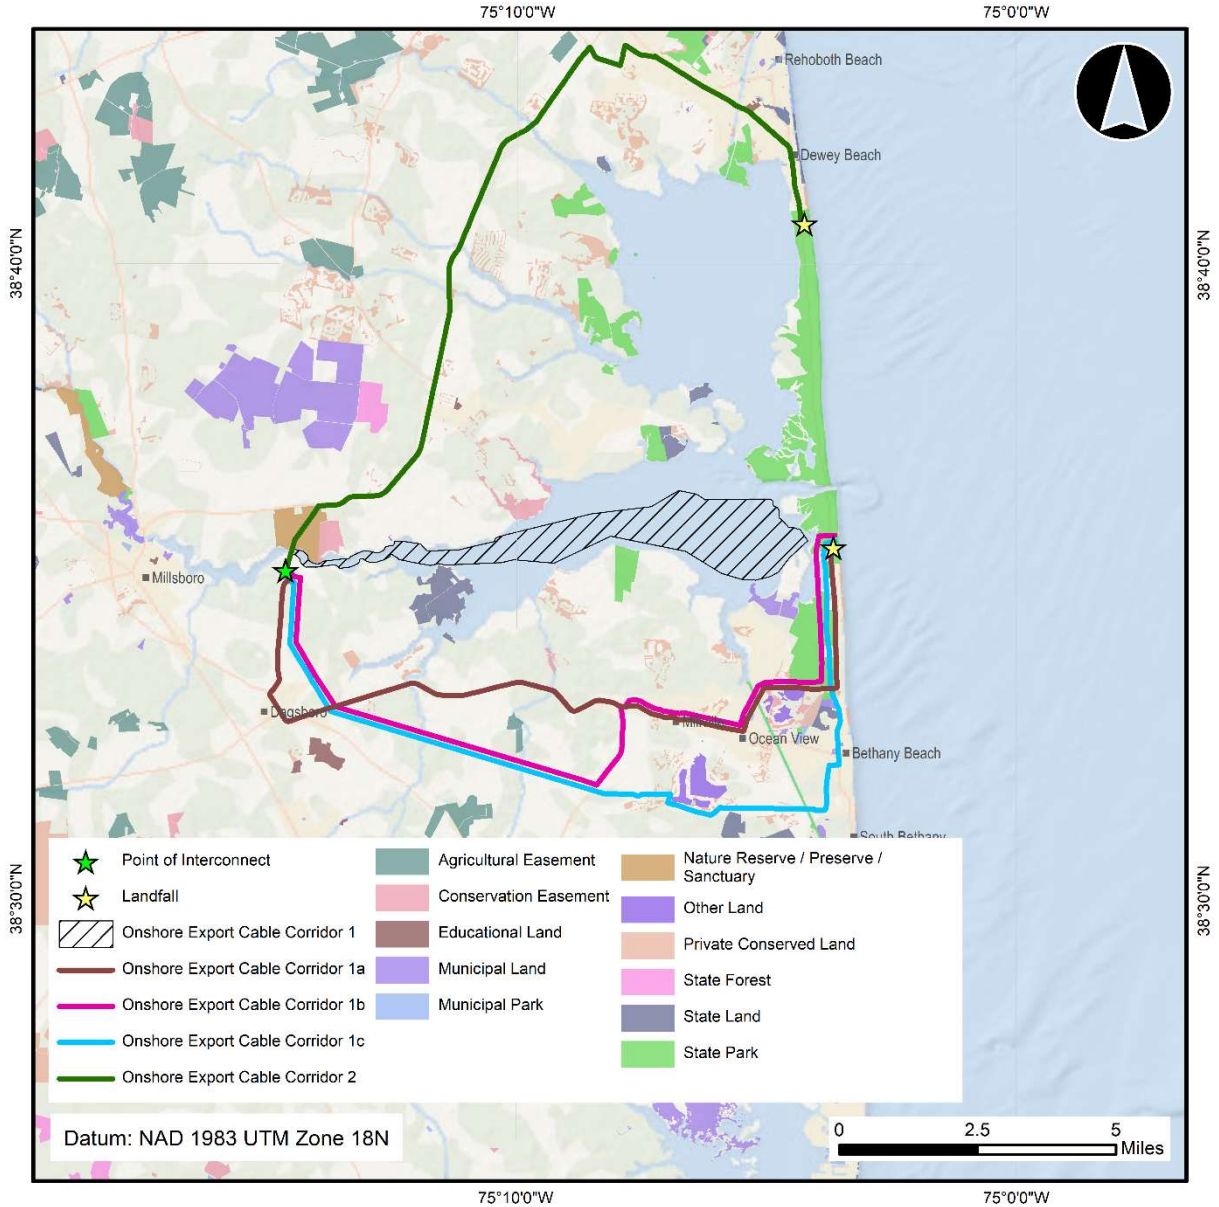 75°10'0"W
75°0'0"W
Rehoboth Beach
Dewey Beach
38°40'0"N
38°40'0"N
Millsboro
Dagsboro
Ocean View
Bethany Beach
South Bethany
38°30'0"N
38°30'0"N
Point of Interconnect
Landfall
Onshore Export Cable Corridor 1
Onshore Export Cable Corridor 1a
Onshore Export Cable Corridor 1b
Onshore Export Cable Corridor 1c
Onshore Export Cable Corridor 2
Agricultural Easement
Conservation Easement
Educational Land
Municipal Land
Municipal Park
Nature Reserve / Preserve /
Sanctuary
Other Land
Private Conserved Land
State Forest
State Land
State Park
Datum: NAD 1983 UTM Zone 18N
0
2.5
5
Miles
75°10'0"W
75°0'0"W